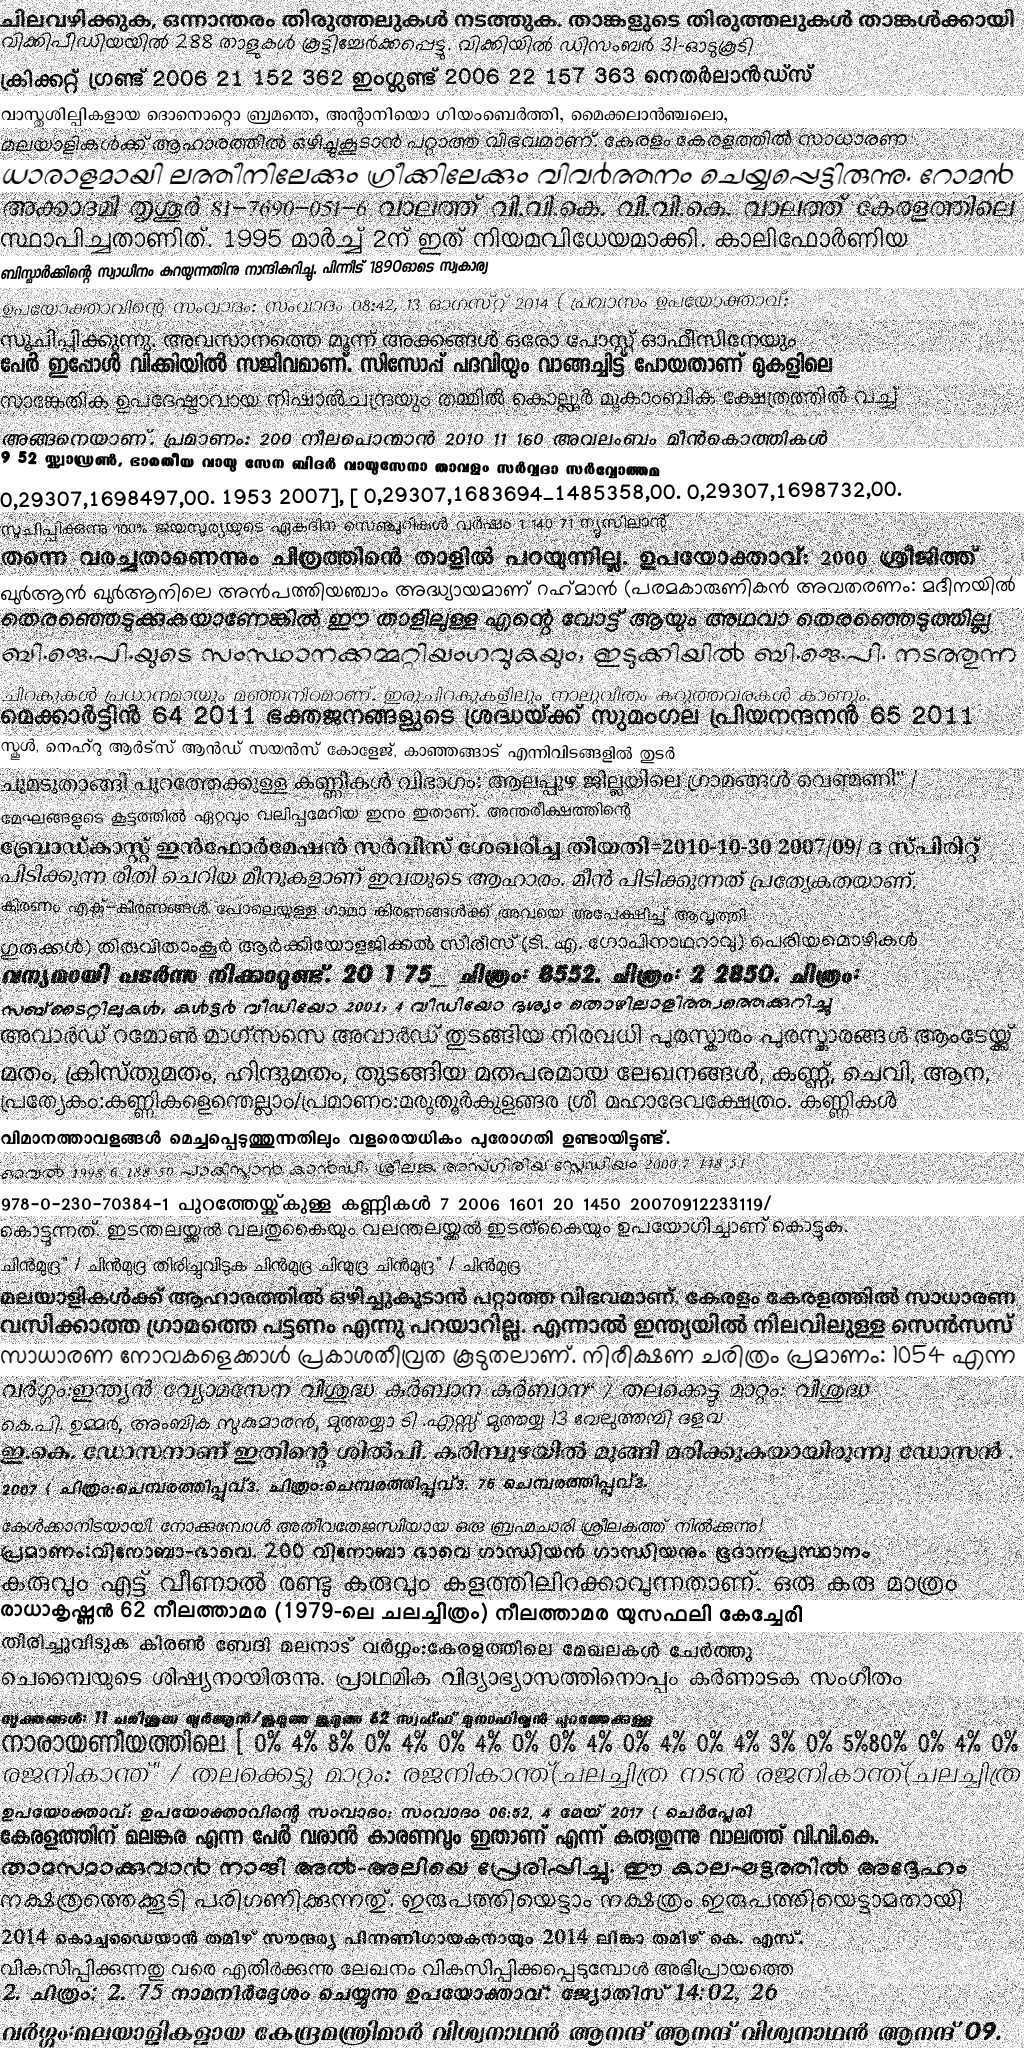 ചിലവഴിക്കുക, ഒന്നാന്തരം തിരുത്തലുകൾ നടത്തുക. താങ്കളുടെ തിരുത്തലുകൾ താങ്കൾക്കായി
വിക്കിപീഡിയയിൽ 288 താളുകൾ കൂട്ടിച്ചേർക്കപ്പെട്ടു. വിക്കിയിൽ ഡിസംബർ 31-ഓടുകൂടി
ക്രിക്കറ്റ് ഗ്രണ്ട് 2006 21 152 362 ഇംഗ്ലണ്ട് 2006 22 157 363 നെതർലാൻഡ്സ്
വാസ്തുശില്പികളായ ദൊനൊറ്റൊ ബ്രമന്തെ, അന്റാനിയൊ ഗിയംബെർത്തി, മൈക്കലാൻഞ്ചലൊ,
മലയാളികൾക്ക് ആഹാരത്തിൽ ഒഴിച്ചുകൂടാൻ പറ്റാത്ത വിഭവമാണ്. കേരളം കേരളത്തിൽ സാധാരണ
ധാരാളമായി ലത്തീനിലേക്കും ഗ്രീക്കിലേക്കും വിവർത്തനം ചെയ്യപ്പെട്ടിരുന്നു. റോമൻ
അക്കാദമി തൃശൂർ 81-7690-051-6 വാലത്ത് വി.വി.കെ. വി.വി.കെ. വാലത്ത് കേരളത്തിലെ
സ്ഥാപിച്ചതാണിത്. 1995 മാർച്ച് 2ന് ഇത് നിയമവിധേയമാക്കി. കാലിഫോർണിയ
ബിസ്മാർക്കിന്റെ സ്വാധീനം കുറയുന്നതിനു നാന്ദികുറിച്ചു. പിന്നീട് 1890ഓടെ സ്വകാര്യ
ഉപയോക്താവിന്റെ സംവാദം: സംവാദം 08:42, 13 ഓഗസ്റ്റ് 2014 ( പ്രവാസം ഉപയോക്താവ്:
സൂചിപ്പിക്കുന്നു. അവസാനത്തെ മൂന്ന് അക്കങ്ങൾ ഒരോ പോസ്റ്റ് ഓഫീസിനേയും
പേർ ഇപ്പോൾ വിക്കിയിൽ സജീവമാണ്. സിസോപ്പ് പദവിയും വാങ്ങച്ചിട്ട് പോയതാണ് മുകളിലെ
സാങ്കേതിക ഉപദേഷ്ടാവായ നിഷാൽചന്ദ്രയും തമ്മിൽ കൊല്ലൂർ മൂകാംബിക ക്ഷേത്രത്തിൽ വച്ച്
അങ്ങനെയാണ്. പ്രമാണം: 200 നീലപൊന്മാൻ 2010 11 160 അവലംബം മീൻകൊത്തികൾ
9 52 സ്ക്വാഡ്രൺ, ഭാരതീയ വായു സേന ബിദർ വായുസേനാ താവളം സർവ്വദാ സർവ്വോത്തമ
0,29307,1698497,00. 1953 2007], [ 0,29307,1683694_1485358,00. 0,29307,1698732,00.
സൂചിപ്പിക്കുന്നു 100% ജയസൂര്യയുടെ ഏകദിന സെഞ്ച്വറികൾ വർഷം 1 140 71 ന്യൂസിലാന്റ്
തന്നെ വരച്ചതാണെന്നും ചിത്രത്തിന്റെ താളിൽ പറയുന്നില്ല. ഉപയോക്താവ്: 2000 ശ്രീജിത്ത്
ഖുർആൻ ഖുർആനിലെ അൻപത്തിയഞ്ചാം അദ്ധ്യായമാണ് റഹ്‌മാൻ (പരമകാരുണികൻ അവതരണം: മദീനയിൽ
തെരഞ്ഞെടുക്കുകയാണേങ്കിൽ ഈ താളിലുള്ള എന്റെ വോട്ട് ആയും അഥവാ തെരഞ്ഞെടുത്തില്ല
ബി.ജെ.പി.യുടെ സംസ്ഥാനക്കമ്മറ്റിയംഗവുകയും, ഇടുക്കിയിൽ ബി.ജെ.പി. നടത്തുന്ന
ചിറകുകൾ പ്രധാനമായും മഞ്ഞനിറമാണ്. ഇരുചിറകുകളിലും നാലുവീതം കറുത്തവരകൾ കാണും.
മെക്കാർട്ടിൻ 64 2011 ഭക്തജനങ്ങളുടെ ശ്രദ്ധയ്ക്ക് സുമംഗല പ്രിയനന്ദനൻ 65 2011
സ്കൂൾ, നെഹ്റു ആർട്സ് ആൻഡ് സയൻസ് കോളേജ്, കാഞ്ഞങ്ങാട് എന്നിവിടങ്ങളിൽ തുടർ
ചുമടുതാങ്ങി പുറത്തേക്കുള്ള കണ്ണികൾ വിഭാഗം: ആലപ്പുഴ ജില്ലയിലെ ഗ്രാമങ്ങൾ വെണ്മണി" /
മേഘങ്ങളുടെ കൂട്ടത്തിൽ ഏറ്റവും വലിപ്പമേറിയ ഇനം ഇതാണ്. അന്തരീക്ഷത്തിന്റെ
ബ്രോഡ്കാസ്റ്റ് ഇൻഫോർമേഷൻ സർവീസ് ശേഖരിച്ച തീയതി=2010-10-30 2007/09/ ദ സ്പിരിറ്റ്
പിടിക്കുന്ന രീതി ചെറിയ മീനുകളാണ് ഇവയുടെ ആഹാരം. മീൻ പിടിക്കുന്നത് പ്രത്യേകതയാണ്,
കിരണം എക്സ്-കിരണങ്ങൾ പോലെയുള്ള ഗാമാ കിരണങ്ങൾക്ക് അവയെ അപേക്ഷിച്ച് ആവൃത്തി
ഗുരുക്കൾ) തിരുവിതാംകൂർ ആർക്കിയോളജിക്കൽ സീരീസ് (ടി. എ. ഗോപിനാഥറാവു) പെരിയമൊഴികൾ
വന്യമായി പടർന്നു നിക്കാറുണ്ട്. 20 1 75_ ചിത്രം: 8552. ചിത്രം: 2 2850. ചിത്രം:
സബ്ടൈറ്റിലുകൾ, കൾട്ടർ വീഡിയോ 2001, 4 വീഡിയോ ദൃശ്യം തൊഴിലാളിത്തപത്തെക്കുറിച്ചു
അവാർഡ് റമോൺ മാഗ്സസെ അവാർഡ് തുടങ്ങിയ നിരവധി പുരസ്കാരം പുരസ്കാരങ്ങൾ ആംടേയ്ക്ക്
മതം, ക്രിസ്തുമതം, ഹിന്ദുമതം, തുടങ്ങിയ മതപരമായ ലേഖനങ്ങൾ, കണ്ണ്, ചെവി, ആന,
പ്രത്യേകം:കണ്ണികളെന്തെല്ലാം/പ്രമാണം:മരുതൂർകുളങ്ങര ശ്രീ മഹാദേവക്ഷേത്രം. കണ്ണികൾ
വിമാനത്താവളങ്ങൾ മെച്ചപ്പെടുത്തുന്നതിലും വളരെയധികം പുരോഗതി ഉണ്ടായിട്ടുണ്ട്.
വൈറൽ 1998 6 188 50 പാകിസ്താൻ കാൻഡി, ശ്രീലങ്ക അസ്ഗിരിയ സ്റ്റേഡിയം 2000 7 118 51
978-0-230-70384-1 പുറത്തേയ്ക്ക്കുള്ള കണ്ണികൾ 7 2006 1601 20 1450 20070912233119/
കൊട്ടുന്നത്. ഇടന്തലയ്ക്കൽ വലതുകൈയും വലന്തലയ്ക്കൽ ഇടത്കൈയും ഉപയോഗിച്ചാണ് കൊട്ടുക.
ചിൻമുദ്ര" / ചിൻമുദ്ര തിരിച്ചുവിടുക ചിൻമുദ്ര ചിന്മുദ്ര ചിൻമുദ്ര" / ചിൻമുദ്ര
മലയാളികൾക്ക് ആഹാരത്തിൽ ഒഴിച്ചുകൂടാൻ പറ്റാത്ത വിഭവമാണ്. കേരളം കേരളത്തിൽ സാധാരണ
വസിക്കാത്ത ഗ്രാമത്തെ പട്ടണം എന്നു പറയാറില്ല. എന്നാൽ ഇന്ത്യയിൽ നിലവിലുള്ള സെൻസസ്
സാധാരണ നോവകളെക്കാൾ പ്രകാശതീവ്രത കൂടുതലാണ്. നിരീക്ഷണ ചരിത്രം പ്രമാണം: 1054 എന്ന
വർഗ്ഗം:ഇന്ത്യൻ വ്യോമസേന വിശുദ്ധ കുർബാന കുർബാന" / തലക്കെട്ടു മാറ്റം: വിശുദ്ധ
കെ.പി. ഉമ്മർ, അംബിക സുകുമാരൻ, മുത്തയ്യാ ടി .എസ്സ് മുത്തയ്യ 13 വേലുത്തമ്പി ദളവ
ഇ.കെ. ഡോസനാണ് ഇതിന്റെ ശിൽപി. കരിമ്പുഴയിൽ മുങ്ങി മരിക്കുകയായിരുന്നു ഡോസൻ .
2007 ( ചിത്രം:ചെമ്പരത്തിപ്പൂവ്3. ചിത്രം:ചെമ്പരത്തിപ്പൂവ്3. 75 ചെമ്പരത്തിപ്പൂവ്3.
കേൾക്കാനിടയായി. നോക്കുമ്പോൾ അതീവതേജസ്വിയായ ഒരു ബ്രഹ്മചാരി ശ്രീലകത്ത് നിൽക്കുന്നു!
പ്രമാണം:വിനോബാ-ഭാവെ. 200 വിനോബാ ഭാവെ ഗാന്ധിയൻ ഗാന്ധിയനും ഭൂദാനപ്രസ്ഥാനം
കരുവും എട്ട് വീണാൽ രണ്ടു കരുവും കളത്തിലിറക്കാവുന്നതാണ്. ഒരു കരു മാത്രം
രാധാകൃഷ്ണൻ 62 നീലത്താമര (1979-ലെ ചലച്ചിത്രം) നീലത്താമര യുസഫലി കേച്ചേരി
തിരിച്ചുവിടുക കിരൺ ബേദി മലനാട് വർഗ്ഗം:കേരളത്തിലെ മേഖലകൾ ചേർത്തു
ചെമ്പൈയുടെ ശിഷ്യനായിരുന്നു. പ്രാഥമിക വിദ്യാഭ്യാസത്തിനൊപ്പം കർണാടക സംഗീതം
സൂക്തങ്ങൾ: 11 പരിശുദ്ധ ഖുർആൻ/ജുമുഅ ജുമുഅ 62 സ്വഫ്ഫ് മുനാഫിഖൂൻ പുറത്തേക്കുള്ള
നാരായണീയത്തിലെ [ 0% 4% 8% 0% 4% 0% 4% 0% 0% 4% 0% 4% 0% 4% 3% 0% 5%80% 0% 4% 0%
രജനികാന്ത്" / തലക്കെട്ടു മാറ്റം: രജനികാന്ത്(ചലച്ചിത്ര നടൻ രജനികാന്ത്(ചലച്ചിത്ര
ഉപയോക്താവ്: ഉപയോക്താവിന്റെ സംവാദം: സംവാദം 06:52, 4 മേയ് 2017 ( ചെർപ്ലേരി
കേരളത്തിന് മലങ്കര എന്ന പേർ വരാൻ കാരണവും ഇതാണ് എന്ന് കരുതുന്നു വാലത്ത് വി.വി.കെ.
താമസമാക്കുവാൻ നാജി അൽ-അലിയെ പ്രേരിപ്പിച്ചു. ഈ കാലഘട്ടത്തിൽ അദ്ദേഹം
നക്ഷത്രത്തെക്കൂടി പരിഗണിക്കുന്നതു്. ഇരുപത്തിയെട്ടാം നക്ഷത്രം ഇരുപത്തിയെട്ടാമതായി
2014 കൊച്ചടൈയാൻ തമിഴ് സൗന്ദര്യ പിന്നണിഗായകനായും 2014 ലിങ്കാ തമിഴ് കെ. എസ്.
വികസിപ്പിക്കുന്നതു വരെ എതിർക്കുന്നു ലേഖനം വികസിപ്പിക്കപ്പെടുമ്പോൾ അഭിപ്രായത്തെ
2. ചിത്രം: 2. 75 നാമനിർദ്ദേശം ചെയ്യുന്നു ഉപയോക്താവ്: ജ്യോതിസ് 14:02, 26
വർഗ്ഗം:മലയാളികളായ കേന്ദ്രമന്ത്രിമാർ വിശ്വനാഥൻ ആനന്ദ് ആനന്ദ് വിശ്വനാഥൻ ആനന്ദ് 09.